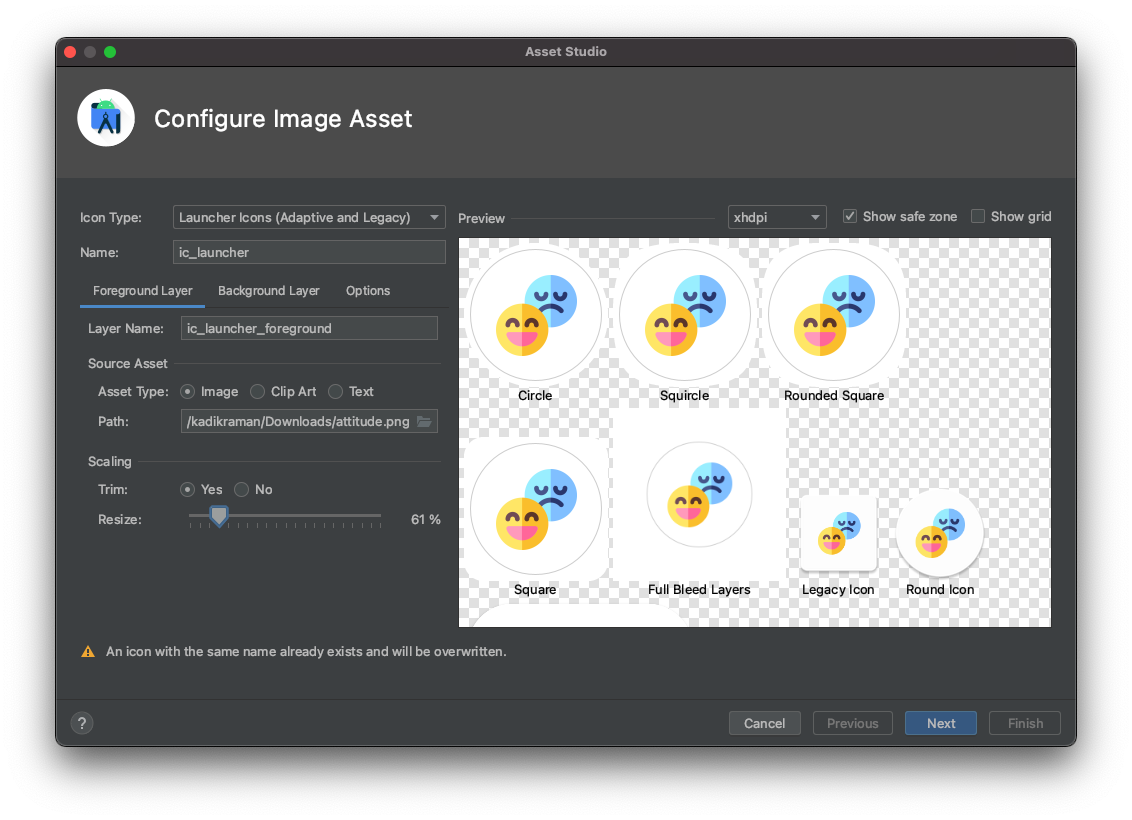 Asset Studio
Configure Image Asset
Icon Type: Launcher Icons (Adaptive and Legacy)
Name: ic_launcher
Foreground Layer Background Layer Options
Layer Name: ic_launcher_foreground
Source Asset
Asset Type: Image Clip Art Text
Path: /kadikraman/Downloads/attitude.png
Scaling
Trim: Yes No
Resize: 61 %
Preview xhdpi Show safe zone Show grid
Circle Squircle Rounded Square
Square Full Bleed Layers Legacy Icon Round Icon
An icon with the same name already exists and will be overwritten.
? Cancel Previous Next Finish